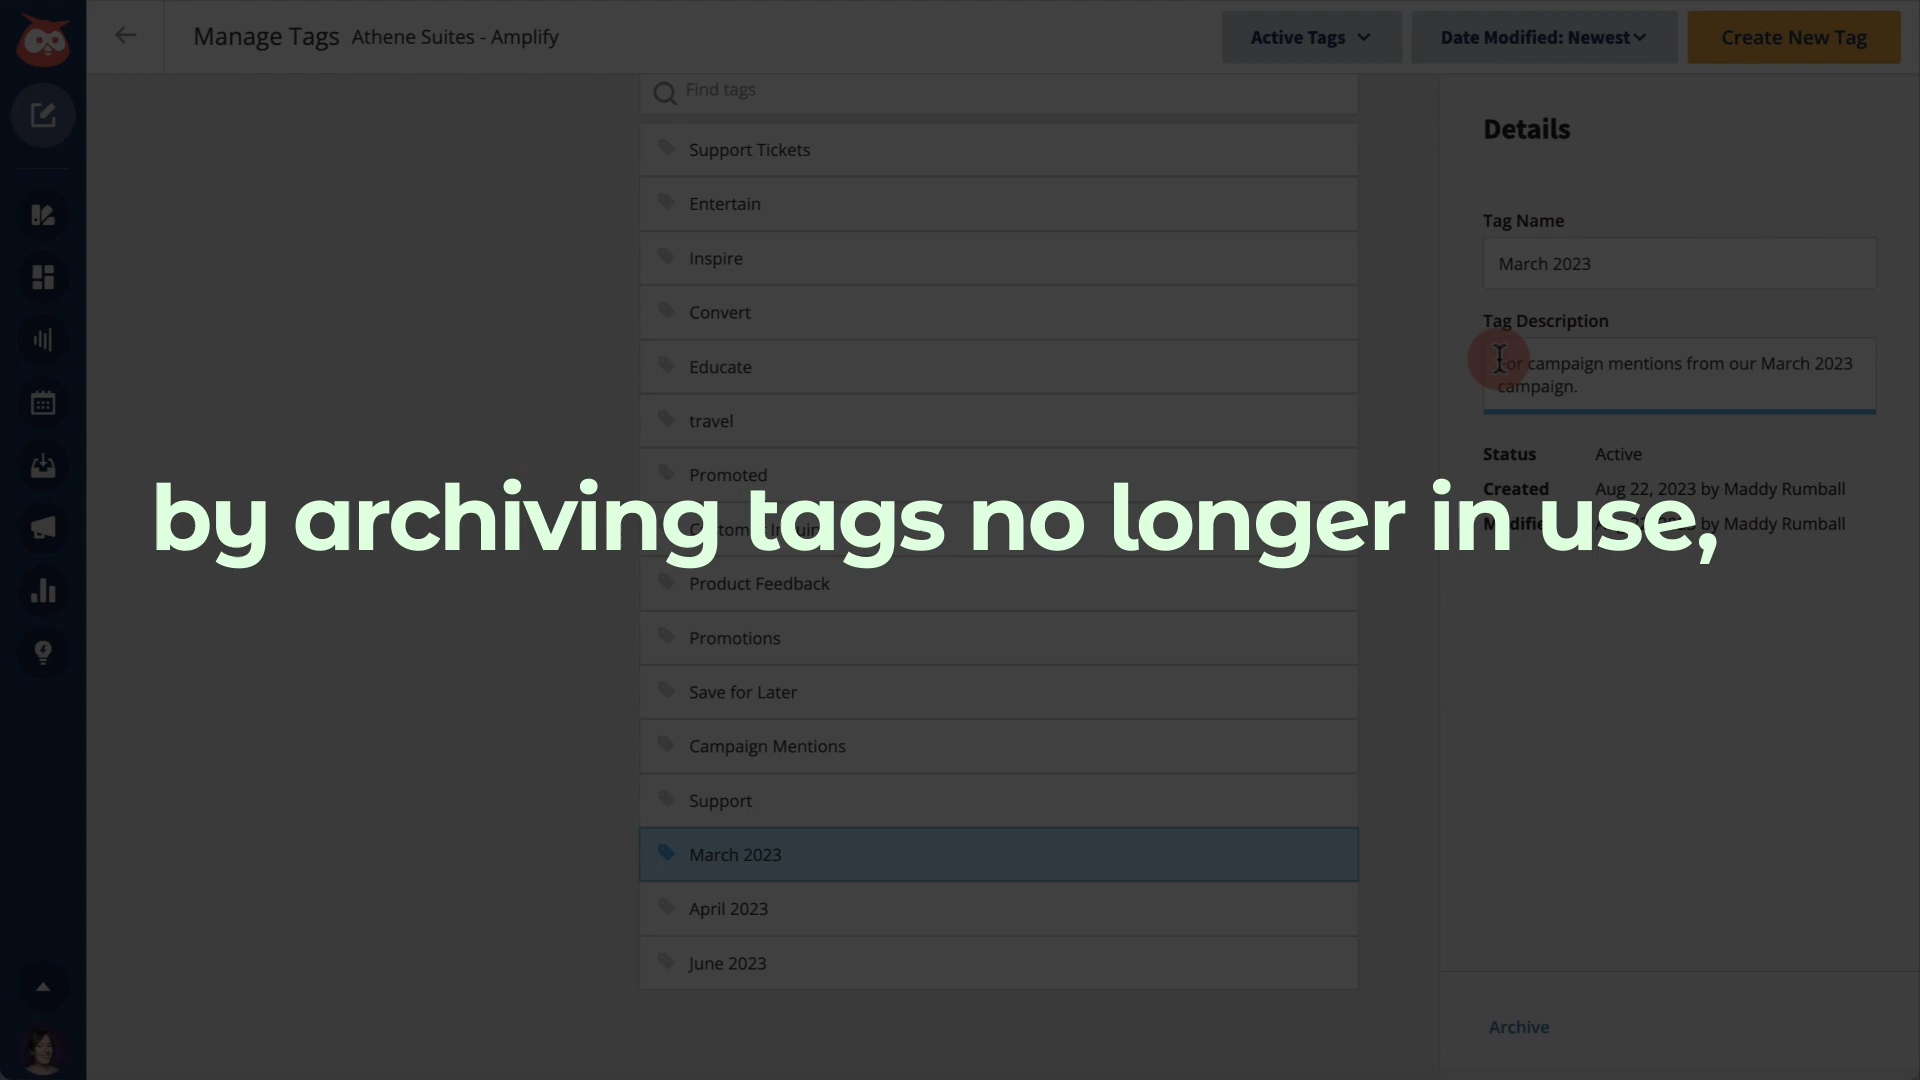 Manage Tags Athene Suites - Amplify
Active Tags
Date Modified: Newest
Create New Tag
Find tags
Support Tickets
Entertain
Inspire
Convert
Educate
travel
Promoted
Product Feedback
Promotions
Save for Later
Campaign Mentions
Support
March 2023
April 2023
June 2023
by archiving tags no longer in use,
Details
Tag Name
March 2023
Tag Description
For campaign mentions from our March 2023
campaign.
Status Active
Created Aug 22, 2023 by Maddy Rumball
by Maddy Rumball
Archive